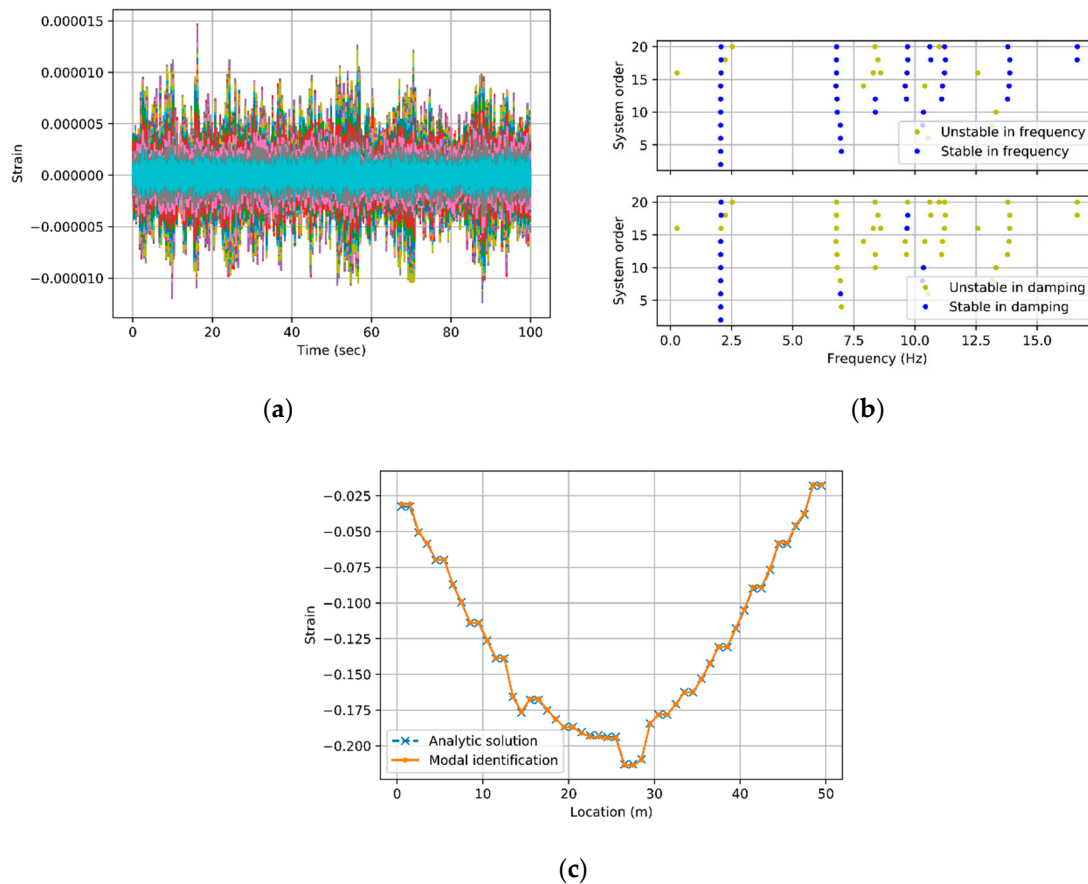 0.000015
0.000010
0.000005
0.000000
−0.000005
−0.000010
Strain
0
20
40
60
80
100
Time (sec)
(a)
20
15
10
5
System order
Unstable in frequency
Stable in frequency
20
15
10
5
System order
Unstable in damping
Stable in damping
0.0
2.5
5.0
7.5
10.0
12.5
15.0
Frequency (Hz)
(b)
−0.025
−0.050
−0.075
−0.100
−0.125
−0.150
−0.175
−0.200
Strain
Analytic solution
Modal identification
0
10
20
30
40
50
Location (m)
(c)